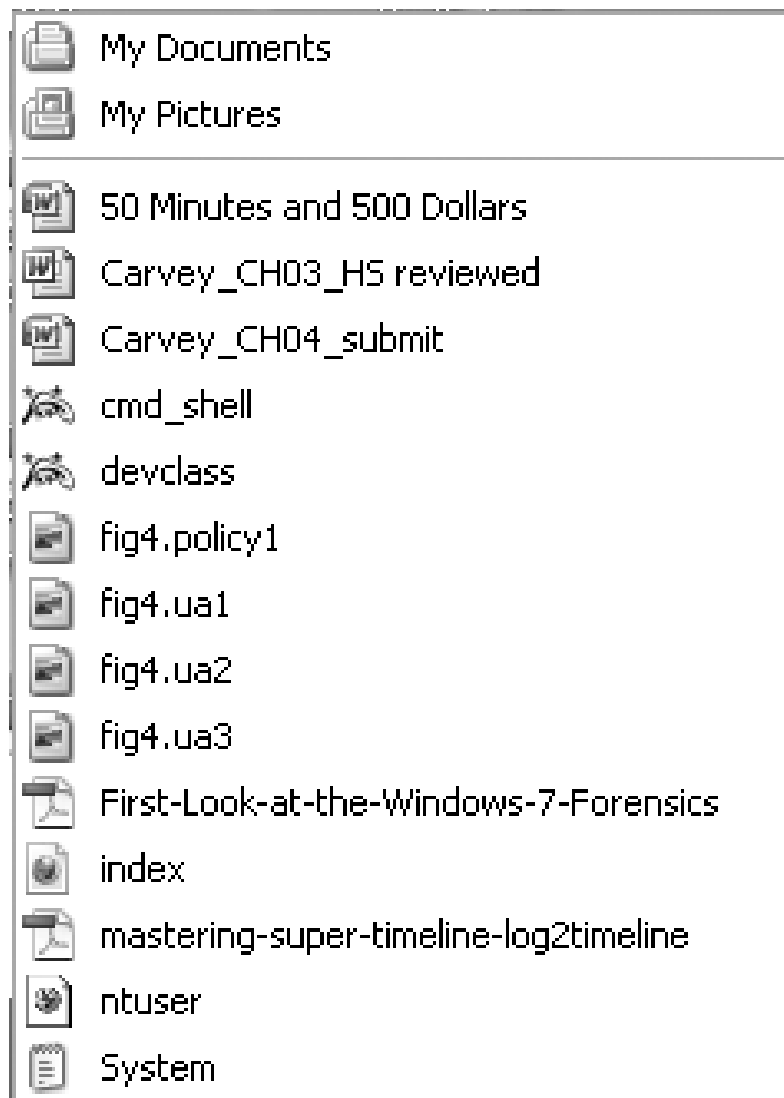 My Documents
My Pictures
50 Minutes and 500 Dollars
Carvey_CH03_HS reviewed
Carvey_CH04_submit
cmd_shell
devclass
fig4.policy1
fig4.ua1
fig4.ua2
fig4.ua3
First-Look-at-the-Windows-7-Forensics
index
mastering-super-timeline-log2timeline
ntuser
System